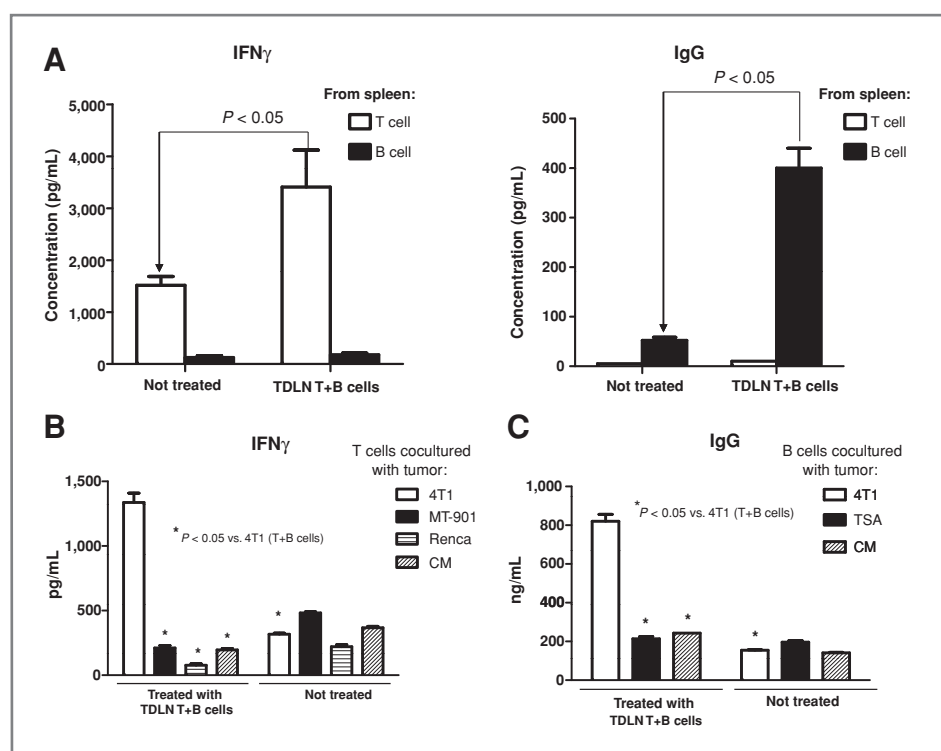 A
IFNγ
P < 0.05
From spleen:
T cell
B cell
Concentration (pg/mL)
5,000
4,000
3,000
2,000
1,000
0
Not treated
TDLN T+B cells
IgG
P < 0.05
From spleen:
T cell
B cell
Concentration (pg/mL)
500
400
300
200
100
0
Not treated
TDLN T+B cells
B
IFNγ
T cells cocultured
with tumor:
4T1
MT-901
Renca
CM
* P < 0.05 vs. 4T1 (T+B cells)
pg/mL
1,500
1,000
500
0
* * *
*
Treated with
TDLN T+B cells
Not treated
C
IgG
B cells cocultured
with tumor:
4T1
TSA
CM
* P < 0.05 vs. 4T1 (T+B cells)
ng/mL
1,000
800
600
400
200
0
* *
*
Treated with
TDLN T+B cells
Not treated